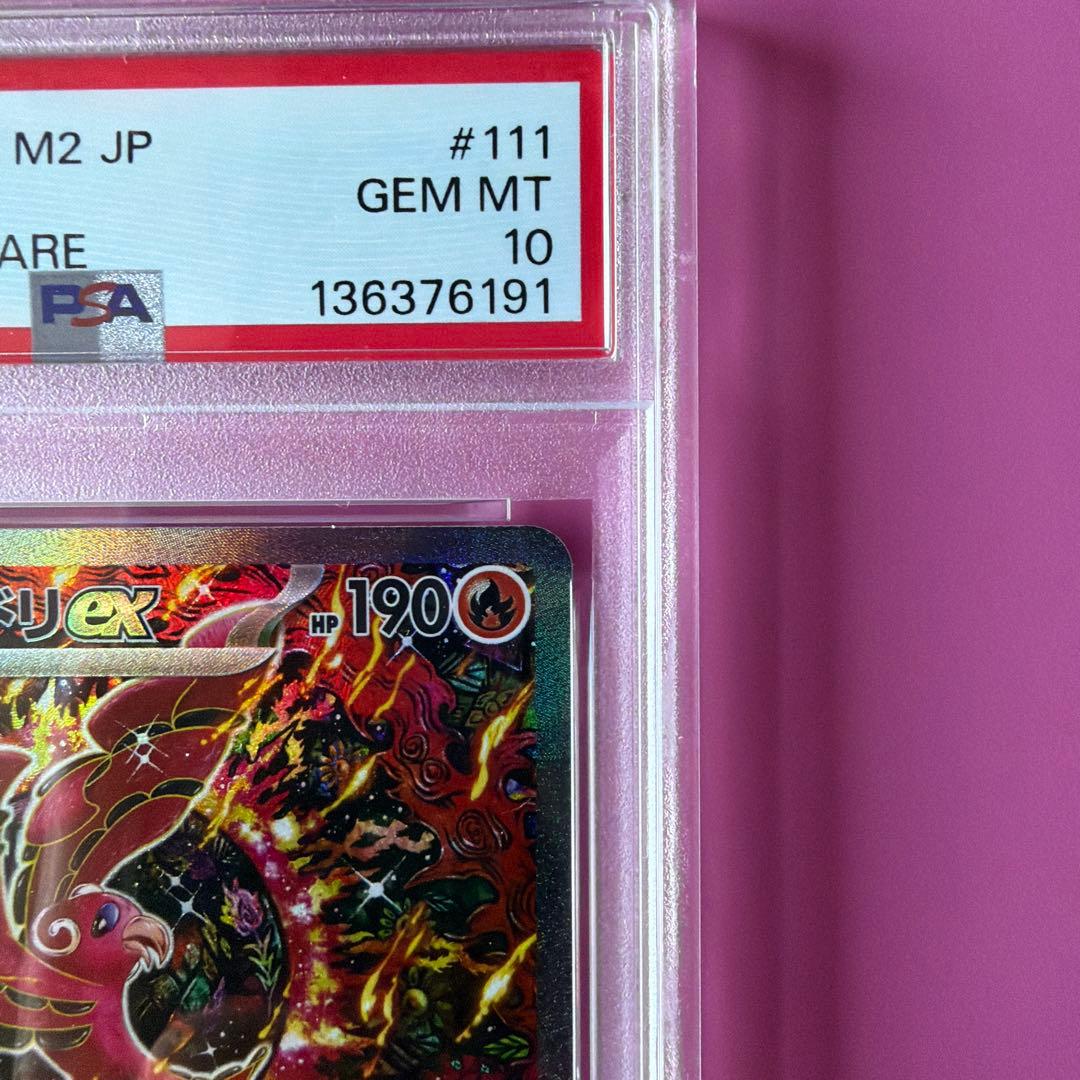 M2 JP #111
GEM MT
ARE 10
PSA 136376191
リex HP 190